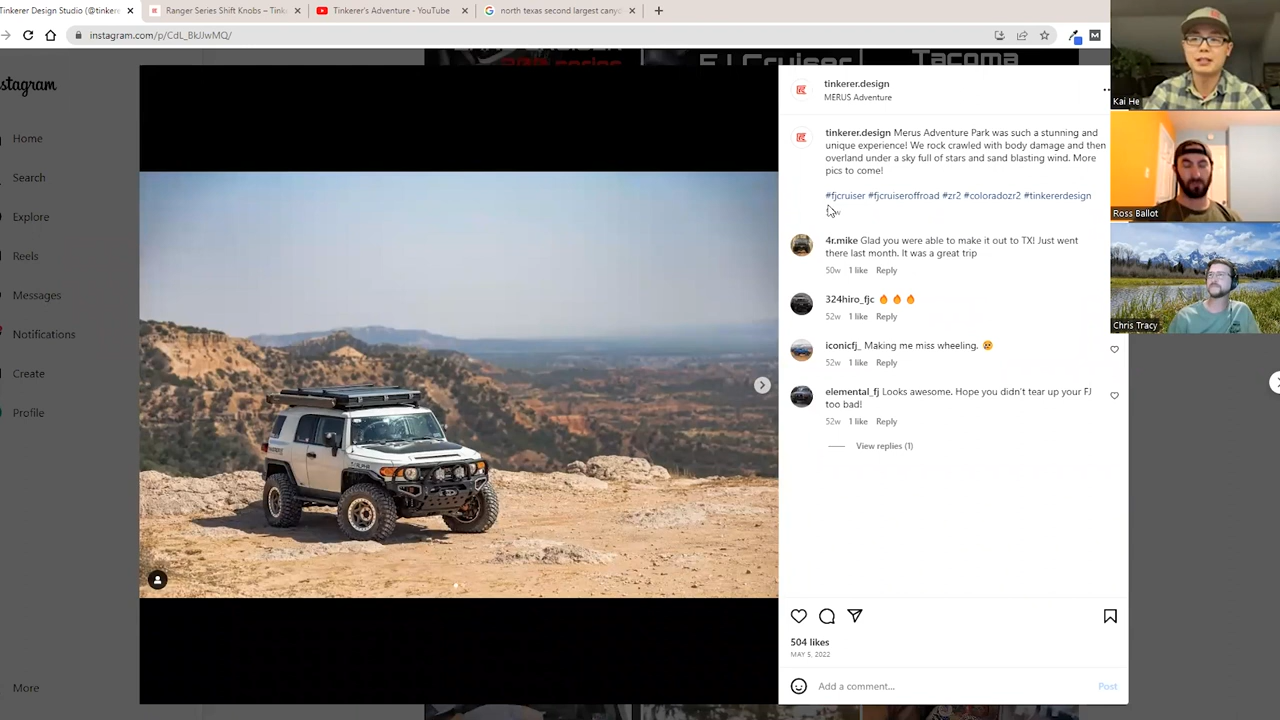 Tinkerer Design Studio (@tinkere
Ranger Series Shift Knobs – Tink
Tinkerer's Adventure - YouTube
north texas second largest canyo
instagram.com/p/CdL_BkJJwMQ/
FJ Cruiser
Tacoma
stagram
Home
Search
Explore
Reels
Messages
Notifications
Create
Profile
More
tinkerer.design
MERUS Adventure
tinkerer.design Merus Adventure Park was such a stunning and
unique experience! We rock crawled with body damage and then
overland under a sky full of stars and sand blasting wind. More
pics to come!
#fjcruiser #fjcruiseroffroad #zr2 #coloradozr2 #tinkererdesign
4r.mike Glad you were able to make it out to TX! Just went
there last month. It was a great trip
50w 1 like Reply
324hiro_fjc 🔥 🔥 🔥
52w 1 like Reply
iconicfj_ Making me miss wheeling. 😢
52w 1 like Reply
elemental_fj Looks awesome. Hope you didn't tear up your FJ
too bad!
52w 1 like Reply
View replies (1)
504 likes
MAY 5, 2022
Add a comment...
Post
Kai He
Ross Ballot
Chris Tracy